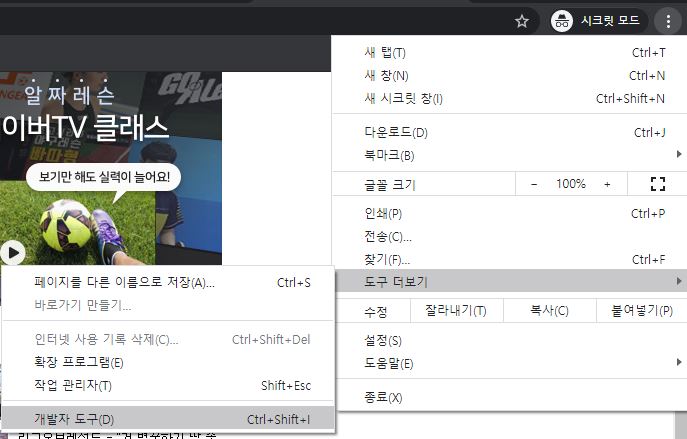 시크릿 모드
새 탭(T) Ctrl+T
새 창(N) Ctrl+N
새 시크릿 창(I) Ctrl+Shift+N
다운로드(D) Ctrl+J
북마크(B)
글꼴 크기 - 100% +
인쇄(P) Ctrl+P
전송(C)...
찾기(F)... Ctrl+F
도구 더보기
수정 잘라내기(T) 복사(C) 붙여넣기(P)
설정(S)
도움말(E)
종료(X)
알짜레슨
이버TV 클래스
보기만 해도 실력이 늘어요!
페이지를 다른 이름으로 저장(A)... Ctrl+S
바로가기 만들기...
인터넷 사용 기록 삭제(C)... Ctrl+Shift+Del
확장 프로그램(E)
작업 관리자(T) Shift+Esc
개발자 도구(D) Ctrl+Shift+I